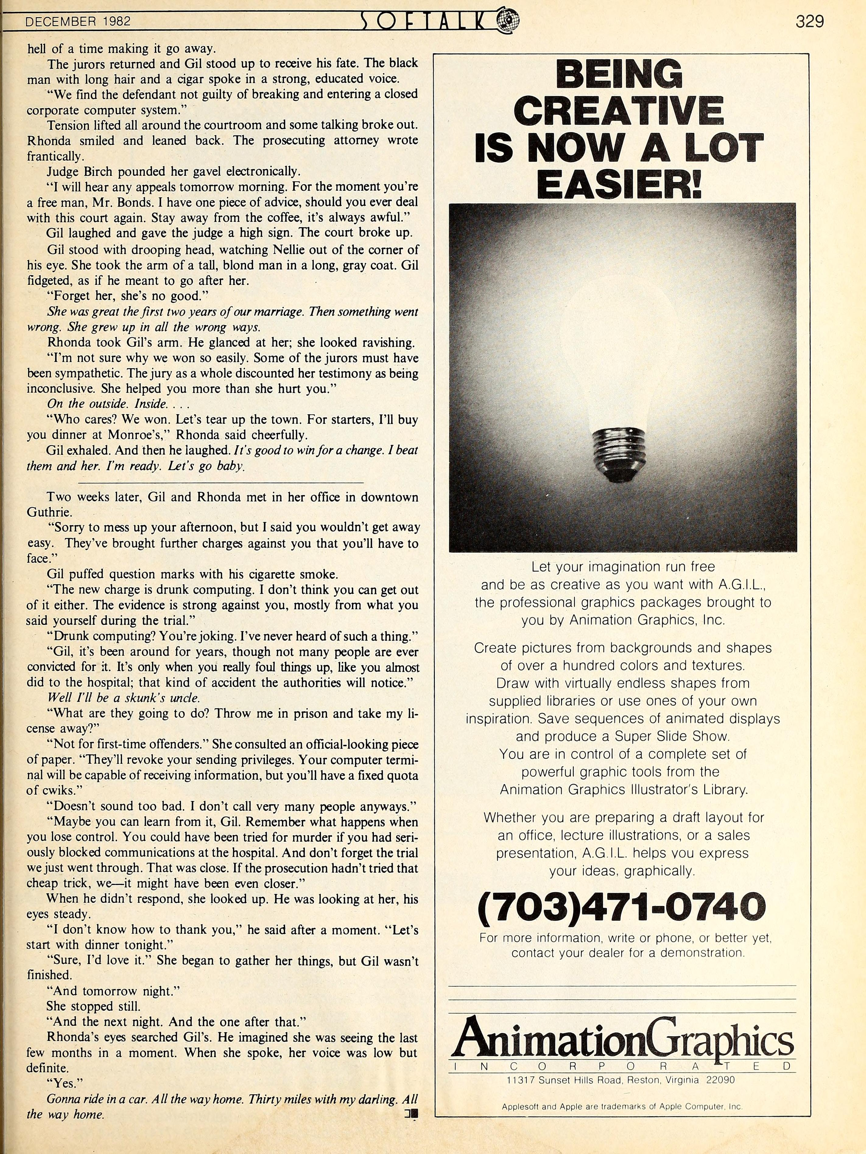 DECEMBER 1982
SOFTALK
329
hell of a time making it go away.
The jurors returned and Gil stood up to receive his fate. The black
man with long hair and a cigar spoke in a strong, educated voice.
“We find the defendant not guilty of breaking and entering a closed
corporate computer system.”
Tension lifted all around the courtroom and some talking broke out.
Rhonda smiled and leaned back. The prosecuting attorney wrote
frantically.
Judge Birch pounded her gavel electronically.
“I will hear any appeals tomorrow morning. For the moment you're
a free man, Mr. Bonds. I have one piece of advice, should you ever deal
with this court again. Stay away from the coffee, it's always awful.”
Gil laughed and gave the judge a high sign. The court broke up.
Gil stood with drooping head, watching Nellie out of the corner of
his eye. She took the arm of a tall, blond man in a long, gray coat. Gil
fidgeted, as if he meant to go after her.
“Forget her, she's no good.”
She was great the first two years of our marriage. Then something went
wrong. She grew up in all the wrong ways.
Rhonda took Gil's arm. He glanced at her; she looked ravishing.
“I'm not sure why we won so easily. Some of the jurors must have
been sympathetic. The jury as a whole discounted her testimony as being
inconclusive. She helped you more than she hurt you.”
On the outside. Inside. . . .
“Who cares? We won. Let's tear up the town. For starters, I'll buy
you dinner at Monroe's,” Rhonda said cheerfully.
Gil exhaled. And then he laughed. It's good to win for a change. I beat
them and her. I'm ready. Let's go baby.
Two weeks later, Gil and Rhonda met in her office in downtown
Guthrie.
“Sorry to mess up your afternoon, but I said you wouldn't get away
easy. They've brought further charges against you that you'll have to
face.”
Gil puffed question marks with his cigarette smoke.
“The new charge is drunk computing. I don't think you can get out
of it either. The evidence is strong against you, mostly from what you
said yourself during the trial.”
“Drunk computing? You're joking. I've never heard of such a thing.”
“Gil, it's been around for years, though not many people are ever
convicted for it. It's only when you really foul things up, like you almost
did to the hospital; that kind of accident the authorities will notice.”
Well I'll be a skunk's uncle.
“What are they going to do? Throw me in prison and take my li-
cense away?”
“Not for first-time offenders.” She consulted an official-looking piece
of paper. “They'll revoke your sending privileges. Your computer termi-
nal will be capable of receiving information, but you'll have a fixed quota
of cwiks.”
“Doesn't sound too bad. I don't call very many people anyways.”
“Maybe you can learn from it, Gil. Remember what happens when
you lose control. You could have been tried for murder if you had seri-
ously blocked communications at the hospital. And don't forget the trial
we just went through. That was close. If the prosecution hadn't tried that
cheap trick, we—it might have been even closer.”
When he didn't respond, she looked up. He was looking at her, his
eyes steady.
“I don't know how to thank you,” he said after a moment. “Let's
start with dinner tonight.”
“Sure, I'd love it.” She began to gather her things, but Gil wasn't
finished.
“And tomorrow night.”
She stopped still.
“And the next night. And the one after that.”
Rhonda's eyes searched Gil's. He imagined she was seeing the last
few months in a moment. When she spoke, her voice was low but
definite.
“Yes.”
Gonna ride in a car. All the way home. Thirty miles with my darling. All
the way home.
BEING
CREATIVE
IS NOW A LOT
EASIER!
Let your imagination run free
and be as creative as you want with A.G.I.L.,
the professional graphics packages brought to
you by Animation Graphics, Inc.
Create pictures from backgrounds and shapes
of over a hundred colors and textures.
Draw with virtually endless shapes from
supplied libraries or use ones of your own
inspiration. Save sequences of animated displays
and produce a Super Slide Show.
You are in control of a complete set of
powerful graphic tools from the
Animation Graphics Illustrator's Library.
Whether you are preparing a draft layout for
an office, lecture illustrations, or a sales
presentation, A.G.I.L. helps you express
your ideas, graphically.
(703)471-0740
For more information, write or phone, or better yet,
contact your dealer for a demonstration.
AnimationGraphics
INCORPORATED
11317 Sunset Hills Road, Reston, Virginia 22090
Applesoft and Apple are trademarks of Apple Computer, Inc.